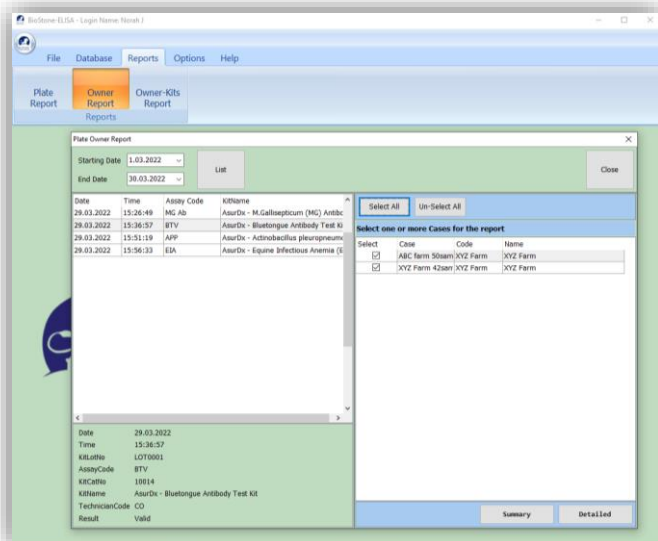 BioStone-ELISA - Login Name: Norah J
File Database Reports Options Help
Plate Report
Owner Report
Owner-Kits Report
Reports
Plate Owner Report
Starting Date 1.03.2022
End Date 30.03.2022
List
Close
Date Time Assay Code KitName
29.03.2022 15:26:49 MG Ab AsurDx - M.Gallisepticum (MG) Antibc
29.03.2022 15:36:57 BTV AsurDx - Bluetongue Antibody Test Ki
29.03.2022 15:51:19 APP AsurDx - Actinobacillus pleuropneum
29.03.2022 15:56:33 EIA AsurDx - Equine Infectious Anemia (E
Date 29.03.2022
Time 15:36:57
KitLotNo LOT0001
AssayCode BTV
KitCatNo 10014
KitName AsurDx - Bluetongue Antibody Test Kit
TechnicianCode CO
Result Valid
Select All Un-Select All
Select one or more Cases for the report
Select Case Code Name
ABC farm 50sam XYZ Farm XYZ Farm
XYZ Farm 42sam XYZ Farm XYZ Farm
Summary Detailed